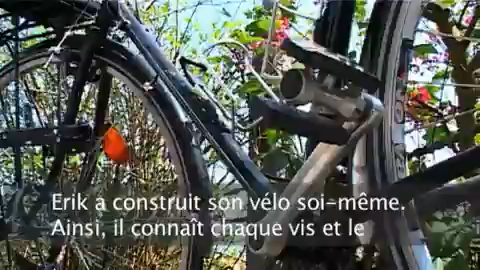 Erik a construit son vélo soi-même.
Ainsi, il connaît chaque vis et le